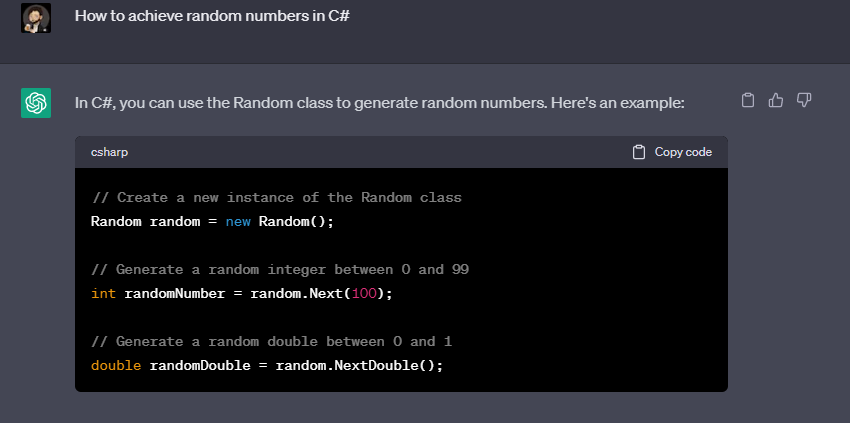 How to achieve random numbers in C#
In C#, you can use the Random class to generate random numbers. Here's an example:
csharp
Copy code
// Create a new instance of the Random class
Random random = new Random();
// Generate a random integer between 0 and 99
int randomNumber = random.Next(100);
// Generate a random double between 0 and 1
double randomDouble = random.NextDouble();